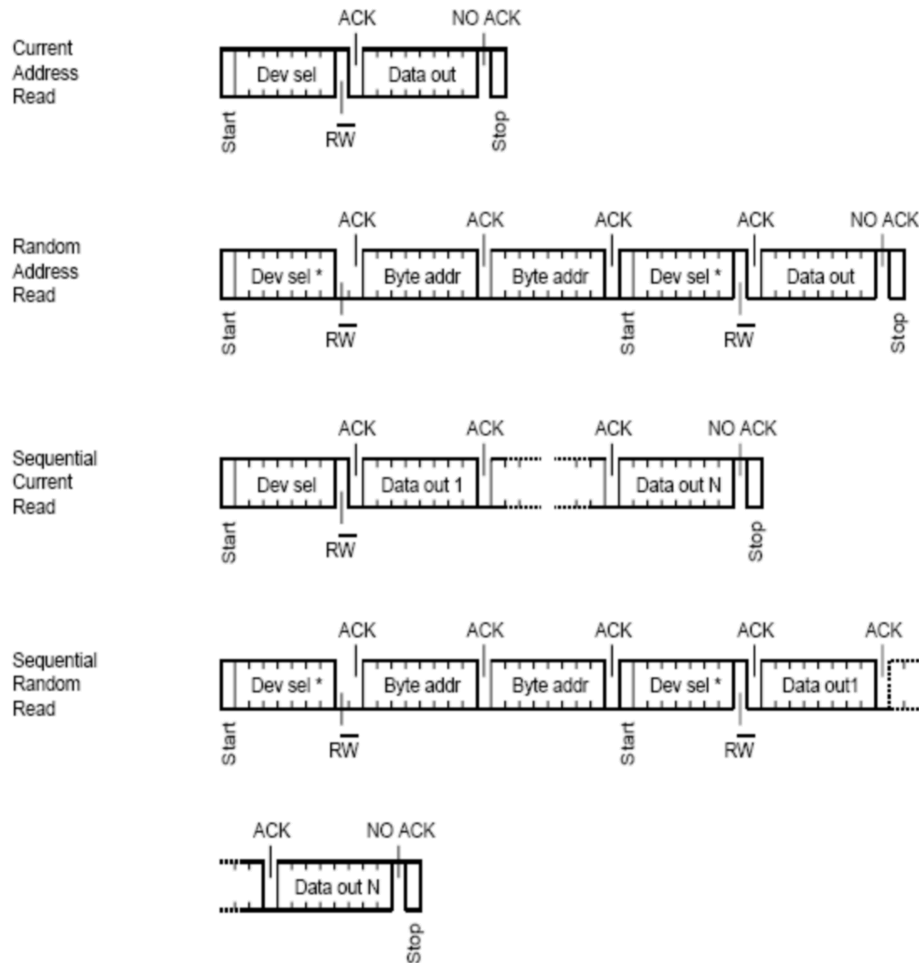 ACK NO ACK
Current
Address
Read
Dev sel Data out
Start RW Stop
ACK ACK ACK ACK NO ACK
Random
Address
Read
Dev sel * Byte addr Byte addr Dev sel * Data out
Start RW Start RW Stop
ACK ACK ACK NO ACK
Sequential
Current
Read
Dev sel Data out 1 Data out N
Start RW Stop
ACK ACK ACK ACK ACK
Sequential
Random
Read
Dev sel * Byte addr Byte addr Dev sel * Data out1
Start RW Start RW
ACK NO ACK
Data out N
Stop